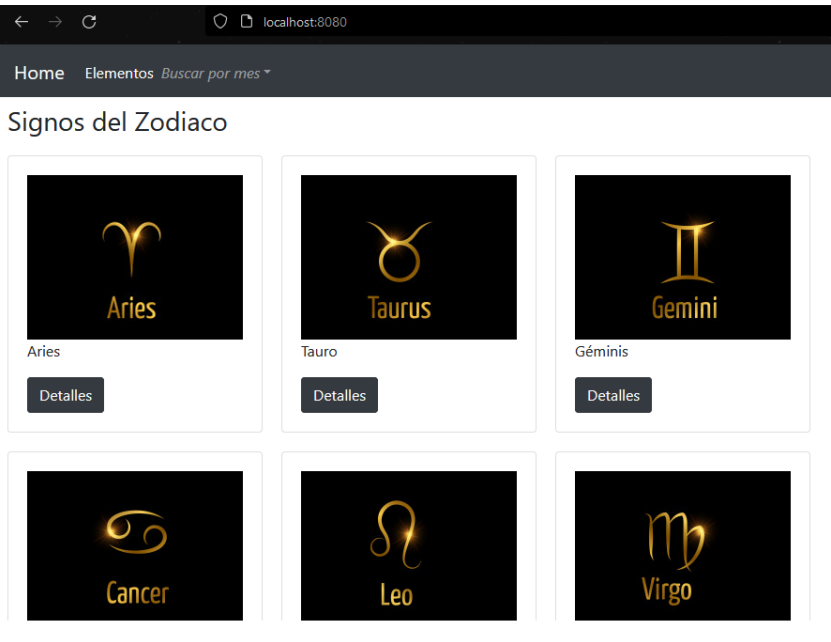 localhost:8080
Home Elementos Buscar por mes
Signos del Zodiaco
Aries Taurus Gemini
Aries Tauro Géminis
Detalles Detalles Detalles
Cancer Leo Virgo